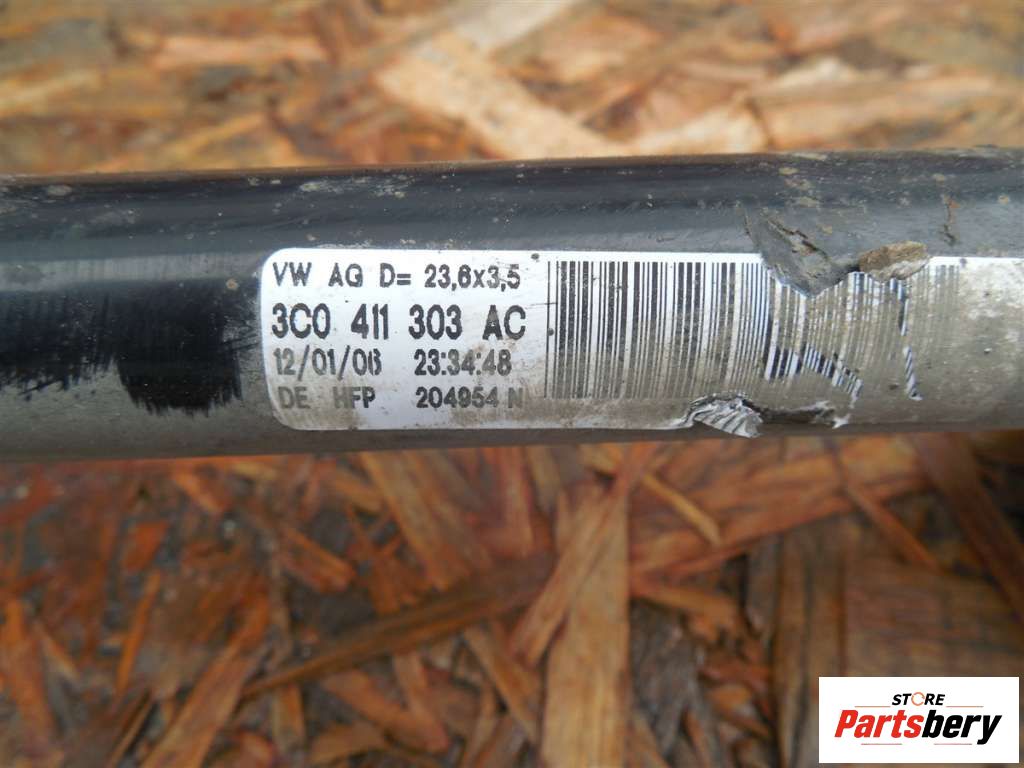 VW AG D= 23,6x3,5
3C0 411 303 AC
12/01/06 23:34:48
DE HFP 204954 N
STORE
Partsbery